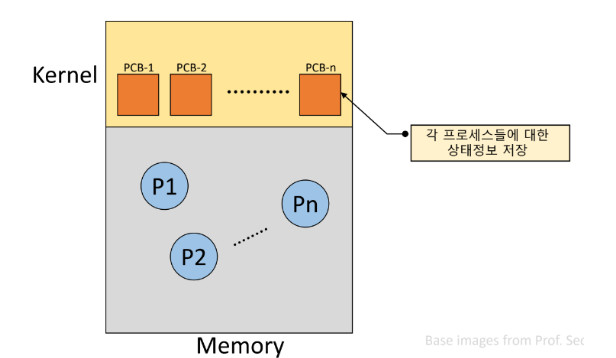 Kernel
PCB-1 PCB-2 PCB-n
각 프로세스들에 대한
상태정보 저장
P1
Pn
P2
Memory
Base images from Prof. Seo